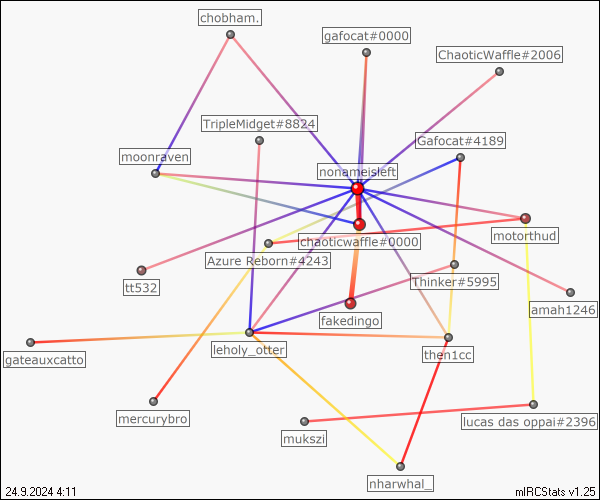 chobham.
gafocat#0000
ChaoticWaffle#2006
TripleMidget#8824
Gafocat#4189
moonraven
nonameisleft
chaoticwaffle#0000
motorthud
Azure Reborn#4243
Thinker#5995
tt532
amah1246
fakedingo
leholy_otter
then1cc
gateauxcatto
mercurybro
lucas das oppai#2396
mukszi
nharwhal_
24.9.2024 4:11
mIRCStats v1.25